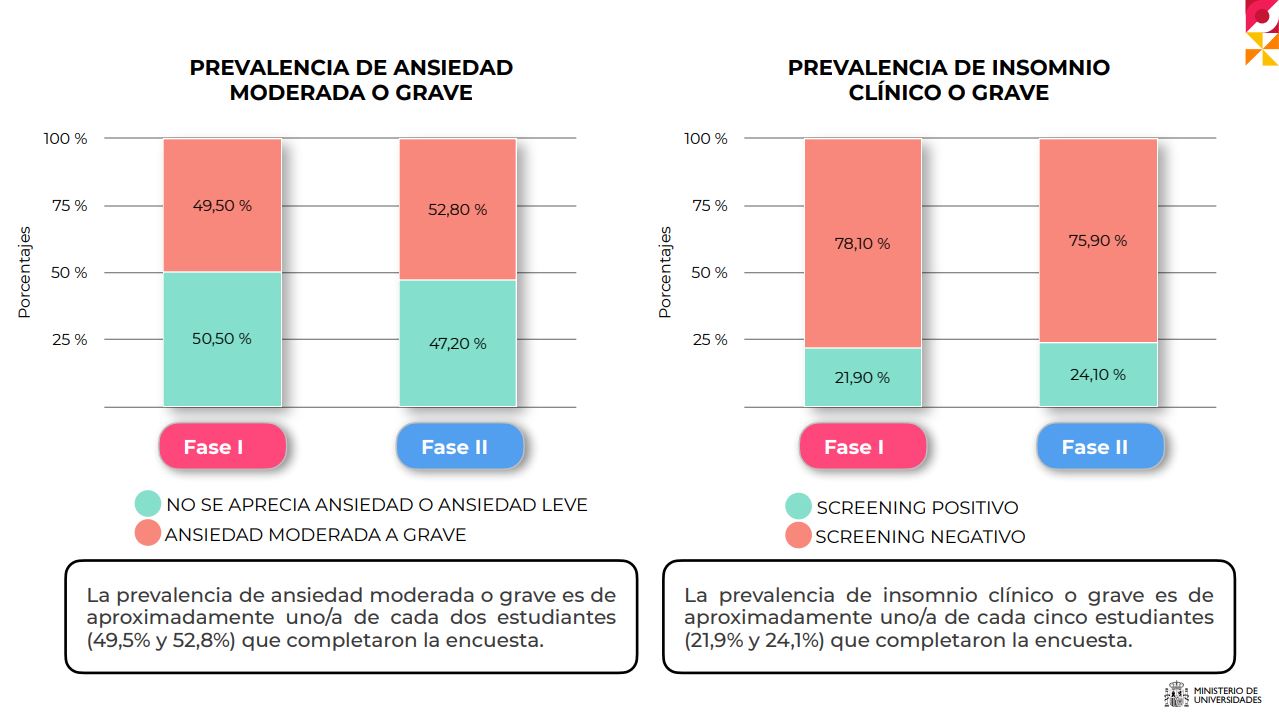 PREVALENCIA DE ANSIEDAD
MODERADA O GRAVE
100 %
75 %
50 %
25 %
Porcentajes
49,50 %
52,80 %
50,50 %
47,20 %
Fase I
Fase II
NO SE APRECIA ANSIEDAD O ANSIEDAD LEVE
ANSIEDAD MODERADA A GRAVE
La prevalencia de ansiedad moderada o grave es de
aproximadamente uno/a de cada dos estudiantes
(49,5% y 52,8%) que completaron la encuesta.
PREVALENCIA DE INSOMNIO
CLÍNICO O GRAVE
100 %
75 %
50 %
25 %
Porcentajes
78,10 %
75,90 %
21,90 %
24,10 %
Fase I
Fase II
SCREENING POSITIVO
SCREENING NEGATIVO
La prevalencia de insomnio clínico o grave es de
aproximadamente uno/a de cada cinco estudiantes
(21,9% y 24,1%) que completaron la encuesta.
MINISTERIO DE
UNIVERSIDADES